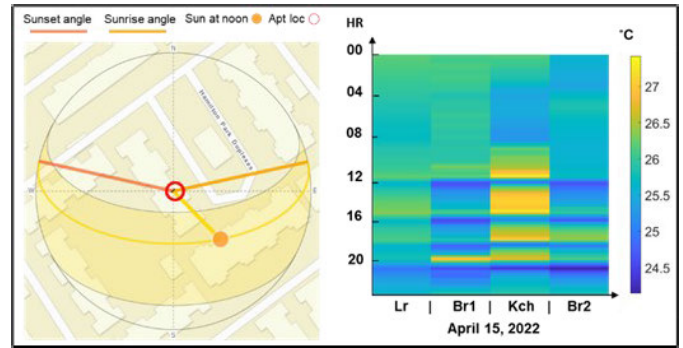 Sunset angle Sunrise angle Sun at noon Apt loc
N
W
E
S
Hamilton Park Duplexes
HR
00
04
08
12
16
20
°C
27
26.5
26
25.5
25
24.5
Lr | Br1 | Kch | Br2
April 15, 2022